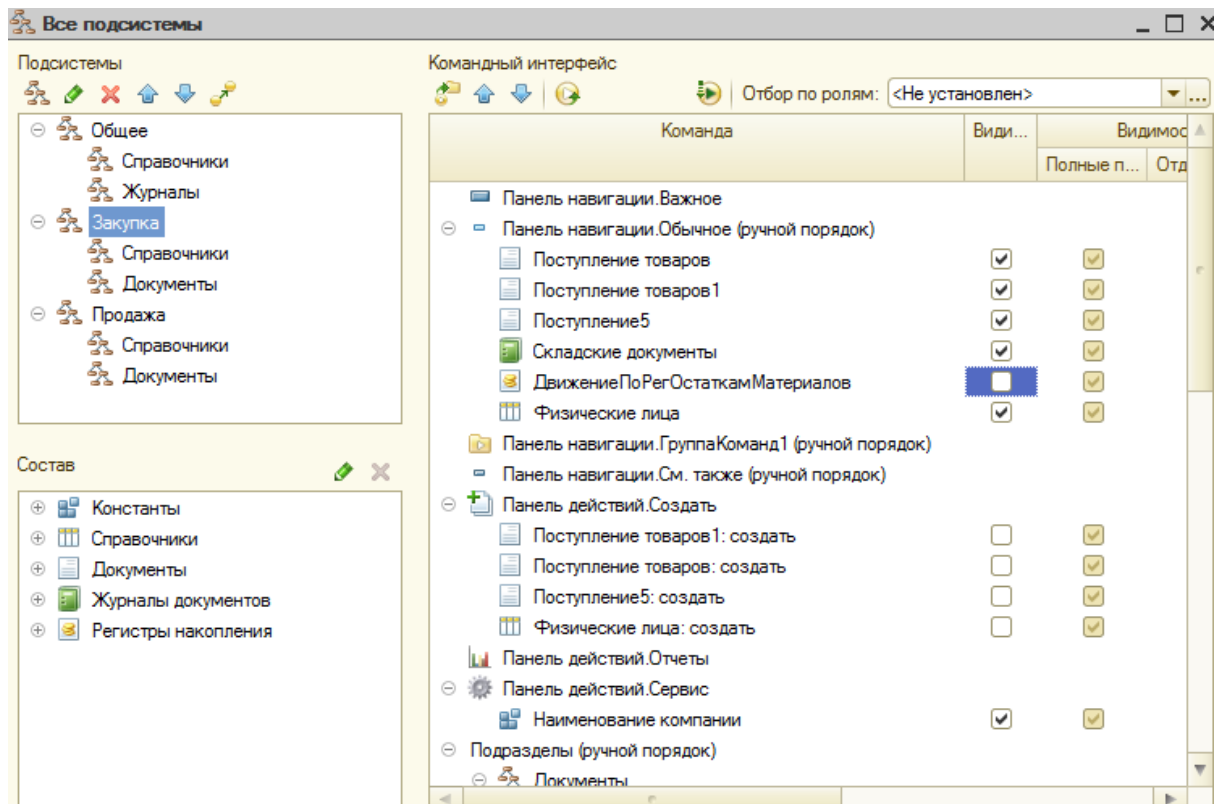 Все подсистемы
Подсистемы
Общее
Справочники
Журналы
Закупка
Справочники
Документы
Продажа
Справочники
Документы
Состав
Константы
Справочники
Документы
Журналы документов
Регистры накопления
Командный интерфейс
Отбор по ролям: <Не установлен>
Команда Види... Видимос
Полные п... Отд
Панель навигации.Важное
Панель навигации.Обычное (ручной порядок)
Поступление товаров
Поступление товаров1
Поступление5
Складские документы
ДвижениеПоРегОстаткамМатериалов
Физические лица
Панель навигации.ГруппаКоманд1 (ручной порядок)
Панель навигации.См. также (ручной порядок)
Панель действий.Создать
Поступление товаров1: создать
Поступление товаров: создать
Поступление5: создать
Физические лица: создать
Панель действий.Отчеты
Панель действий.Сервис
Наименование компании
Подразделы (ручной порядок)
Документы